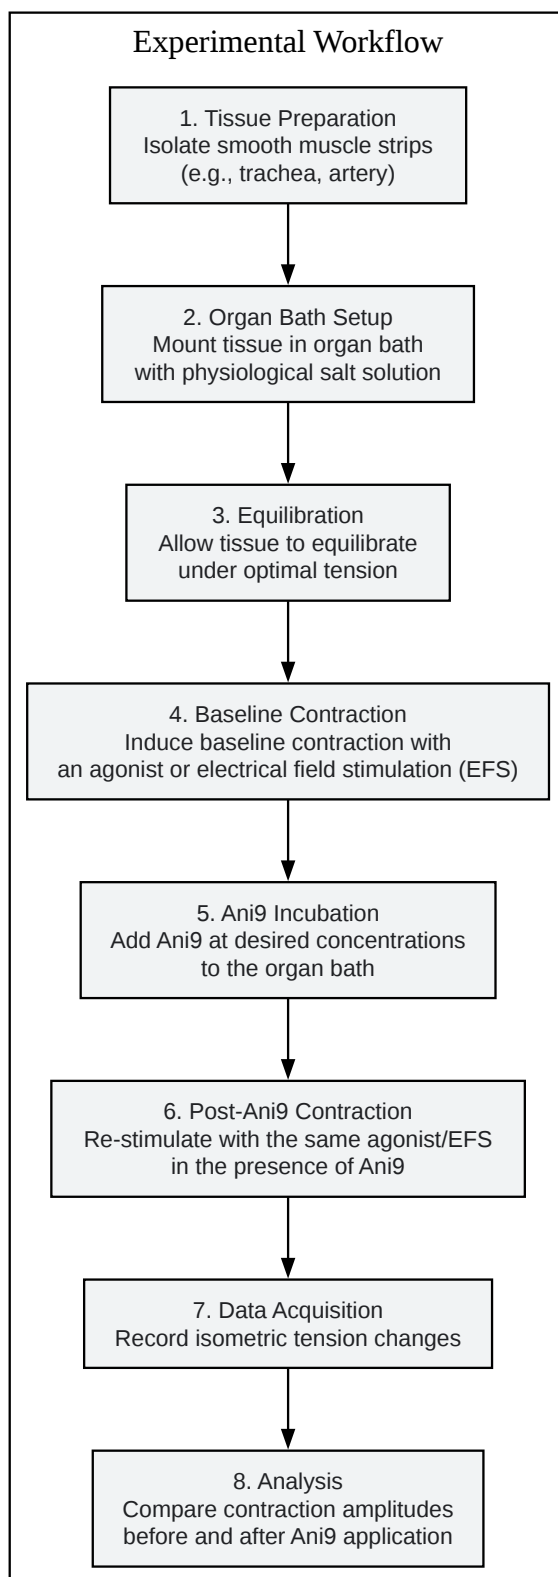 Experimental Workflow
1. Tissue Preparation
Isolate smooth muscle strips
(e.g., trachea, artery)
2. Organ Bath Setup
Mount tissue in organ bath
with physiological salt solution
3. Equilibration
Allow tissue to equilibrate
under optimal tension
4. Baseline Contraction
Induce baseline contraction with
an agonist or electrical field stimulation (EFS)
5. Ani9 Incubation
Add Ani9 at desired concentrations
to the organ bath
6. Post-Ani9 Contraction
Re-stimulate with the same agonist/EFS
in the presence of Ani9
7. Data Acquisition
Record isometric tension changes
8. Analysis
Compare contraction amplitudes
before and after Ani9 application